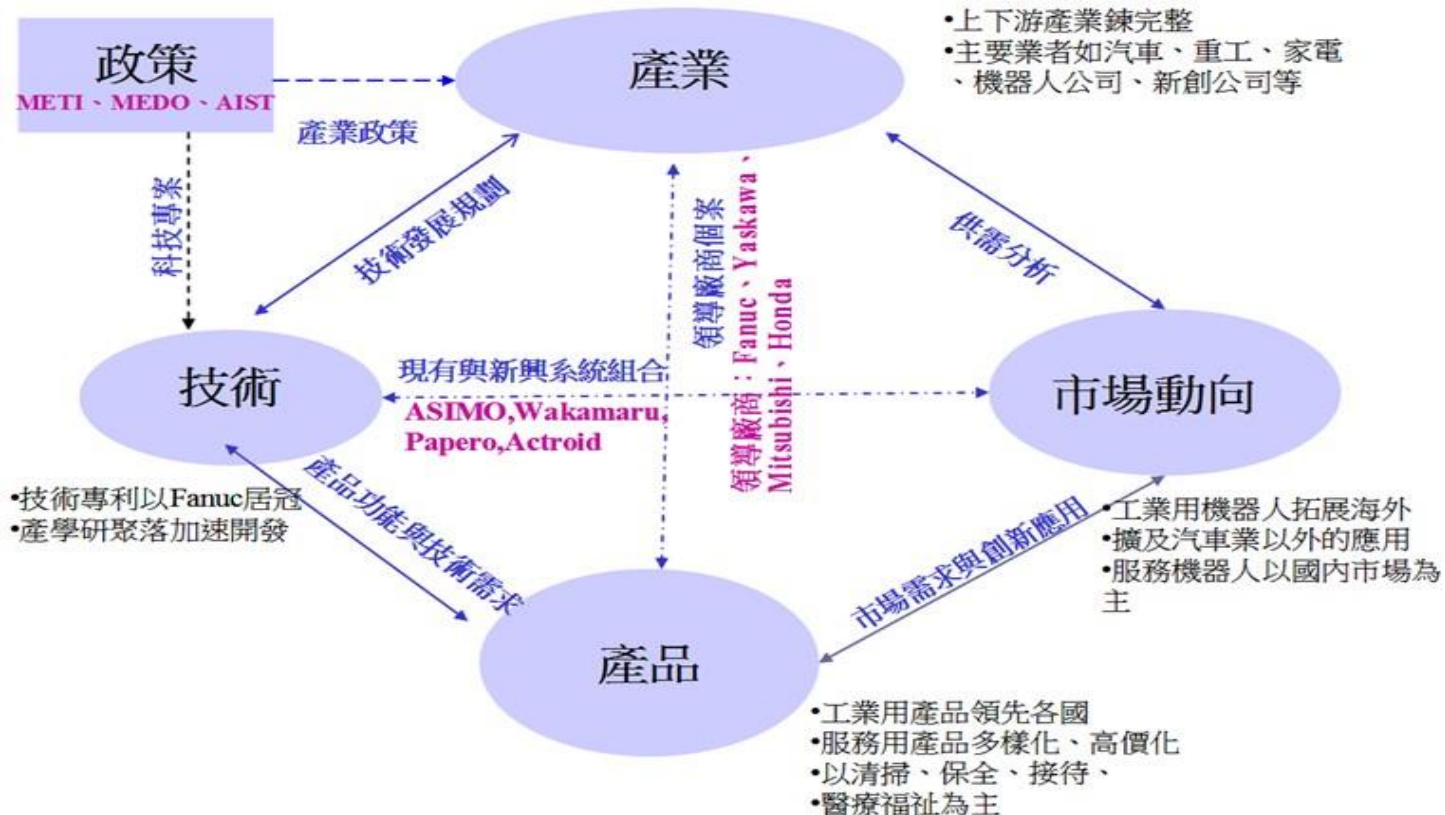 政策
METI、MEDO、AIST
產業
•上下游產業鍊完整
•主要業者如汽車、重工、家電
、機器人公司、新創公司等
產業政策
科技專案
技術發展規劃
領導廠商個案
領導廠商：Fanuc、Yaskawa、
Mitsubishi、Honda
供需分析
技術
現有與新興系統組合
ASIMO,Wakamaru,
Papero,Actroid
市場動向
•技術專利以Fanuc居冠
•產學研聚落加速開發
產品功能與技術需求
市場需求與創新應用
•工業用機器人拓展海外
•擴及汽車業以外的應用
•服務機器人以國內市場為
主
產品
•工業用產品領先各國
•服務用產品多樣化、高價化
•以清掃、保全、接待、
•醫療福祉為主